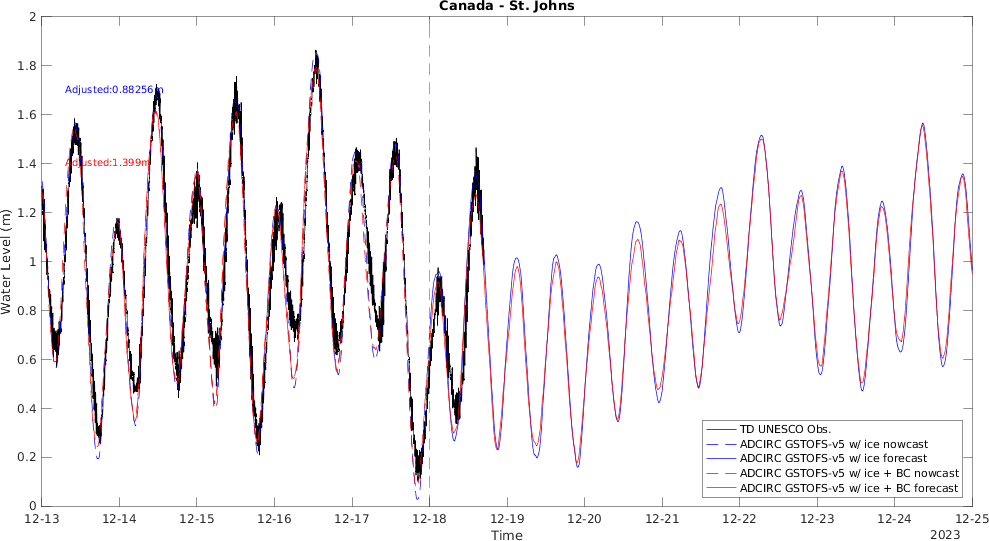 Canada - St. Johns
2
1.8
1.6
1.4
1.2
1
0.8
0.6
0.4
0.2
0
Water Level (m)
Adjusted:0.88256m
Adjusted:1.399m
TD UNESCO Obs.
ADCIRC GSTOFS-v5 w/ ice nowcast
ADCIRC GSTOFS-v5 w/ ice forecast
ADCIRC GSTOFS-v5 w/ ice + BC nowcast
ADCIRC GSTOFS-v5 w/ ice + BC forecast
12-13 12-14 12-15 12-16 12-17 12-18 12-19 12-20 12-21 12-22 12-23 12-24 12-25
Time
2023